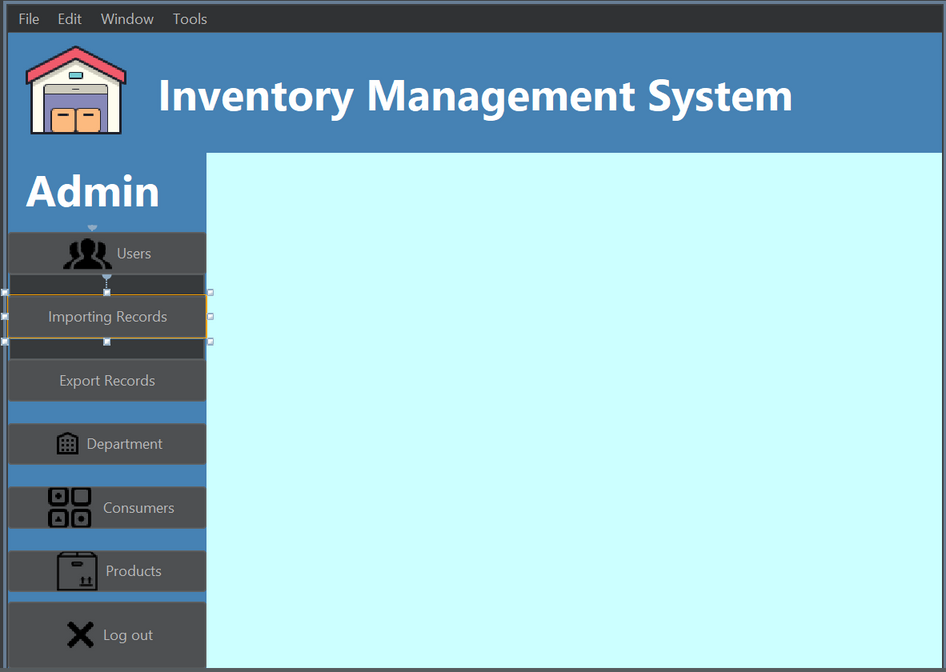 File Edit Window Tools
Inventory Management System
Admin
Users
Importing Records
Export Records
Department
Consumers
Products
Log out